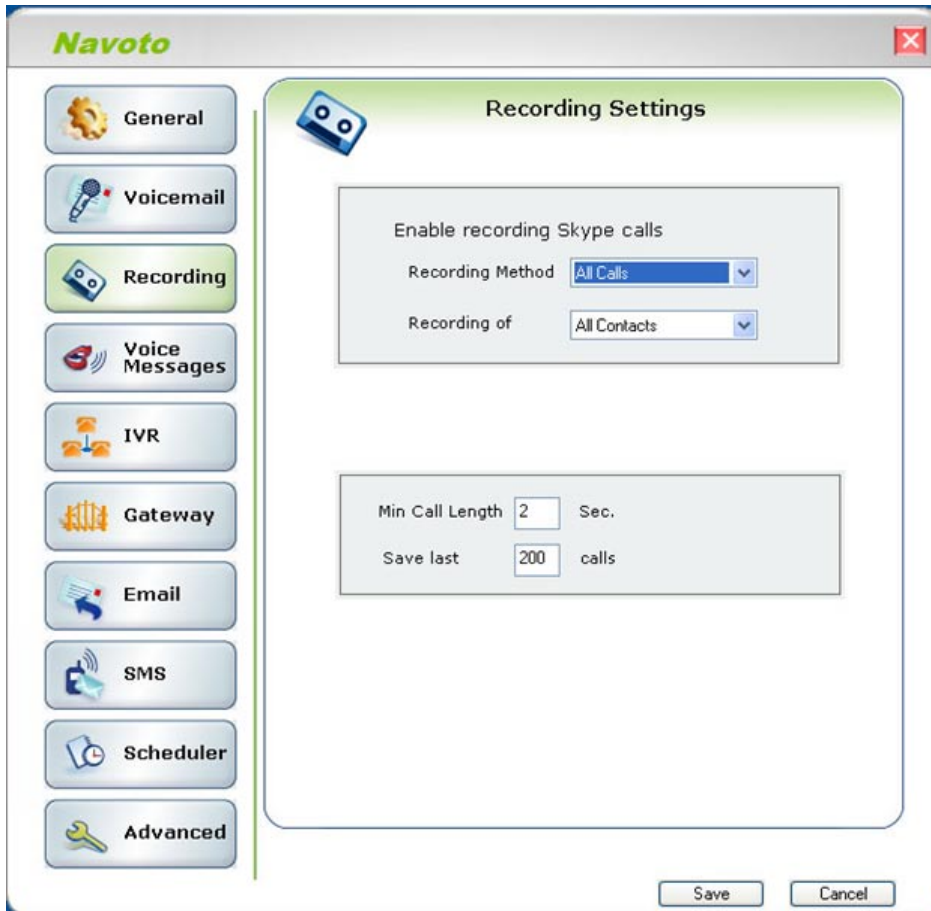 Navoto
General
Voicemail
Recording
Voice
Messages
IVR
Gateway
Email
SMS
Scheduler
Advanced
Recording Settings
Enable recording Skype calls
Recording Method All Calls
Recording of All Contacts
Min Call Length 2 Sec.
Save last 200 calls
Save Cancel